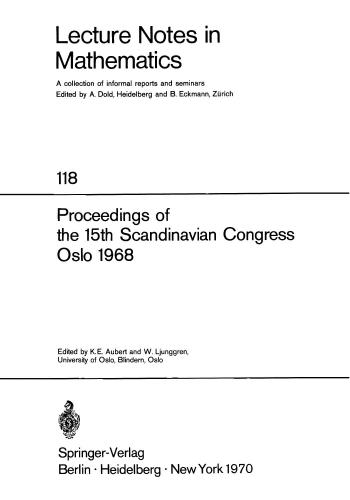 Lecture Notes in
Mathematics
A collection of informal reports and seminars
Edited by A. Dold, Heidelberg and B. Eckmann, Zürich
118
Proceedings of
the 15th Scandinavian Congress
Oslo 1968
Edited by K.E. Aubert and W. Ljunggren,
University of Oslo, Blindern, Oslo
Springer-Verlag
Berlin · Heidelberg · New York 1970